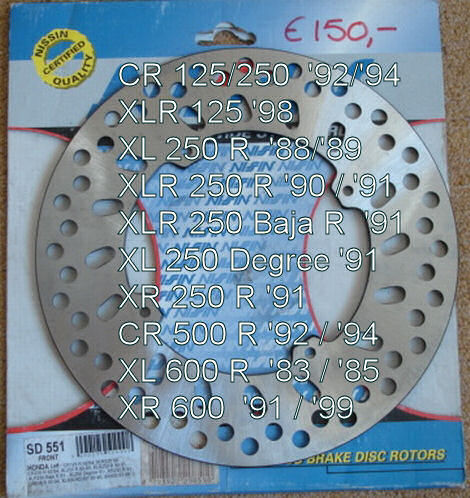 NISSIN
CERTIFIED
QUALITY
€150,-
CR 125/250 '92/'94
XLR 125 '98
XL 250 R '88/'89
XLR 250 R '90 / '91
XLR 250 Baja R '91
XL 250 Degree '91
XR 250 R '91
CR 500 R '92 / '94
XL 600 R '83 / '85
XR 600 '91 / '99
SD 551
FRONT
BRAKE DISC ROTORS